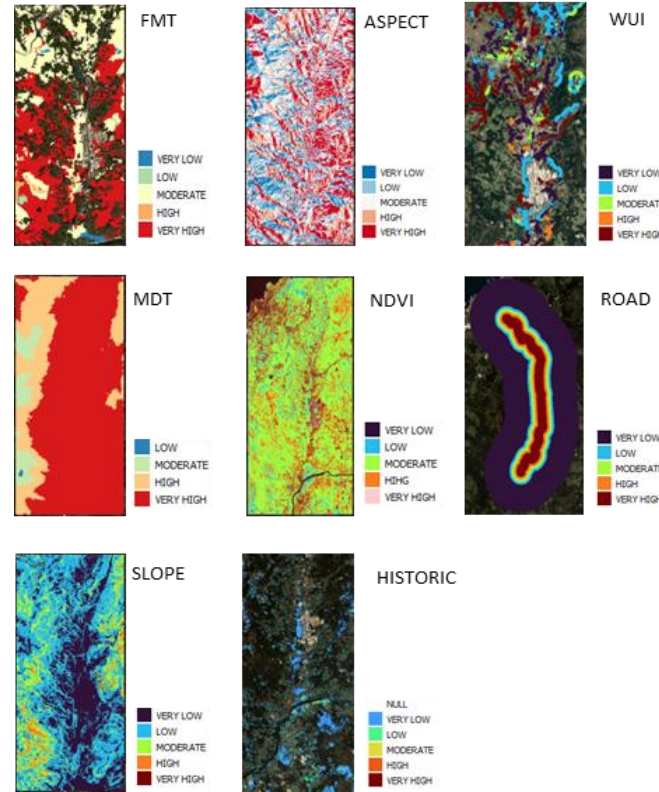 FMT
VERY LOW
LOW
MODERATE
HIGH
VERY HIGH
ASPECT
VERY LOW
LOW
MODERATE
HIGH
VERY HIGH
WUI
VERY LOW
LOW
MODERATE
HIGH
VERY HIGH
MDT
LOW
MODERATE
HIGH
VERY HIGH
NDVI
VERY LOW
LOW
MODERATE
HIHG
VERY HIGH
ROAD
VERY LOW
LOW
MODERATE
HIGH
VERY HIGH
SLOPE
VERY LOW
LOW
MODERATE
HIGH
VERY HIGH
HISTORIC
NULL
VERY LOW
LOW
MODERATE
HIGH
VERY HIGH